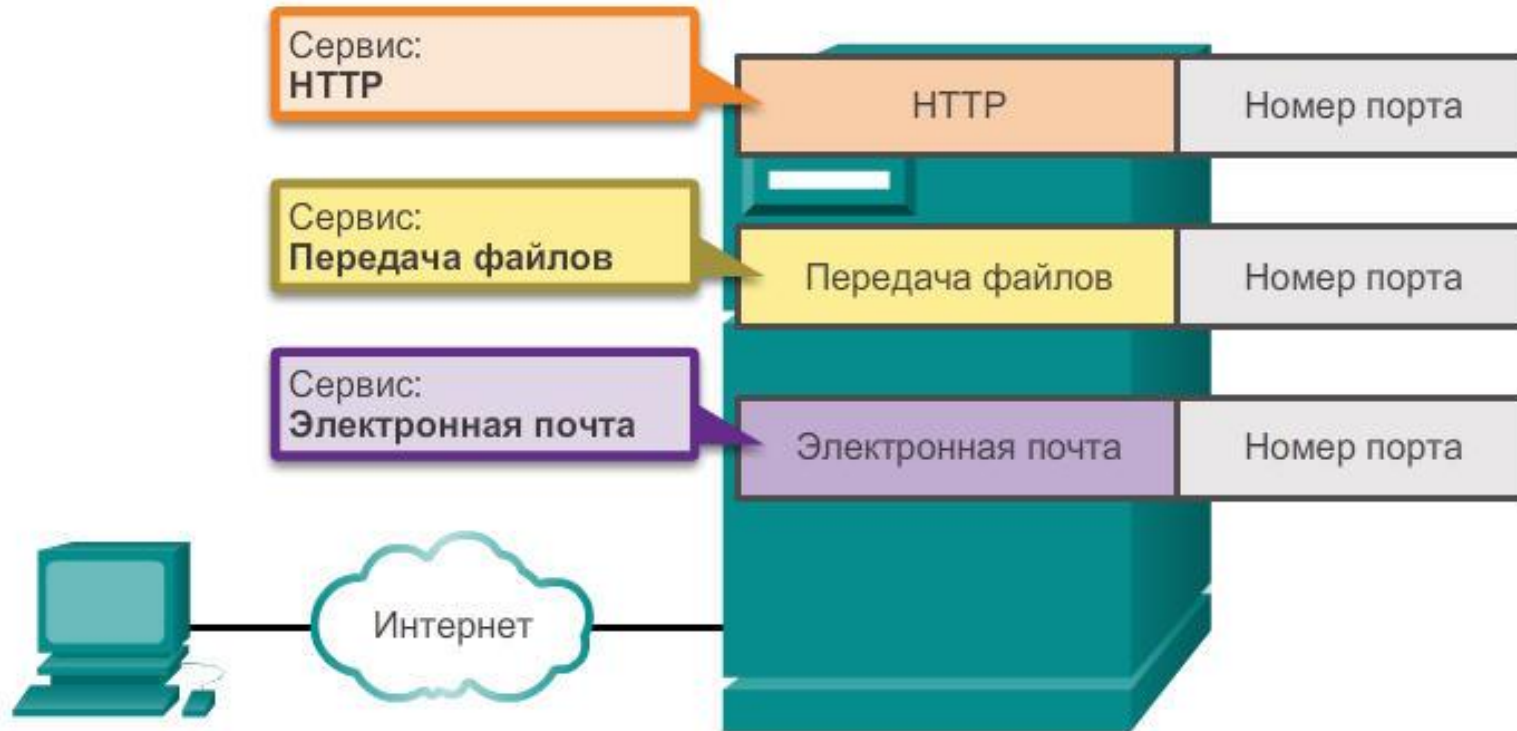 Сервис:
HTTP
HTTP
Номер порта
Сервис:
Передача файлов
Передача файлов
Номер порта
Сервис:
Электронная почта
Электронная почта
Номер порта
Интернет